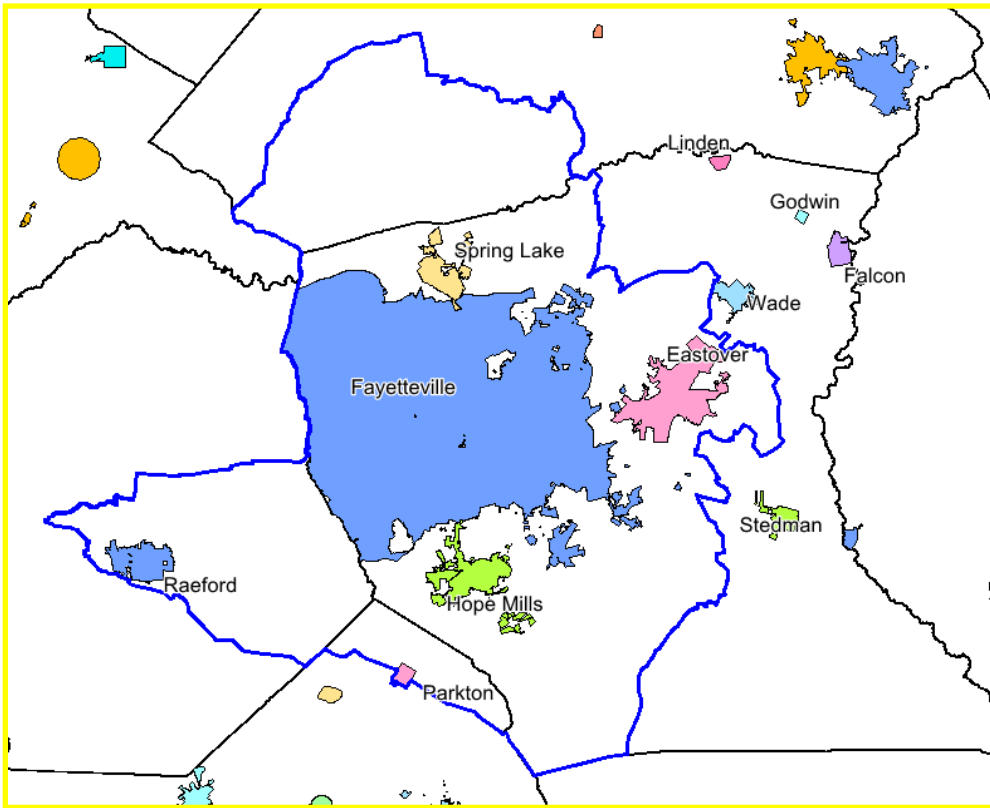 Linden
Godwin
Spring Lake
Falcon
Wade
Eastover
Fayetteville
Stedman
Raeford
Hope Mills
Parkton